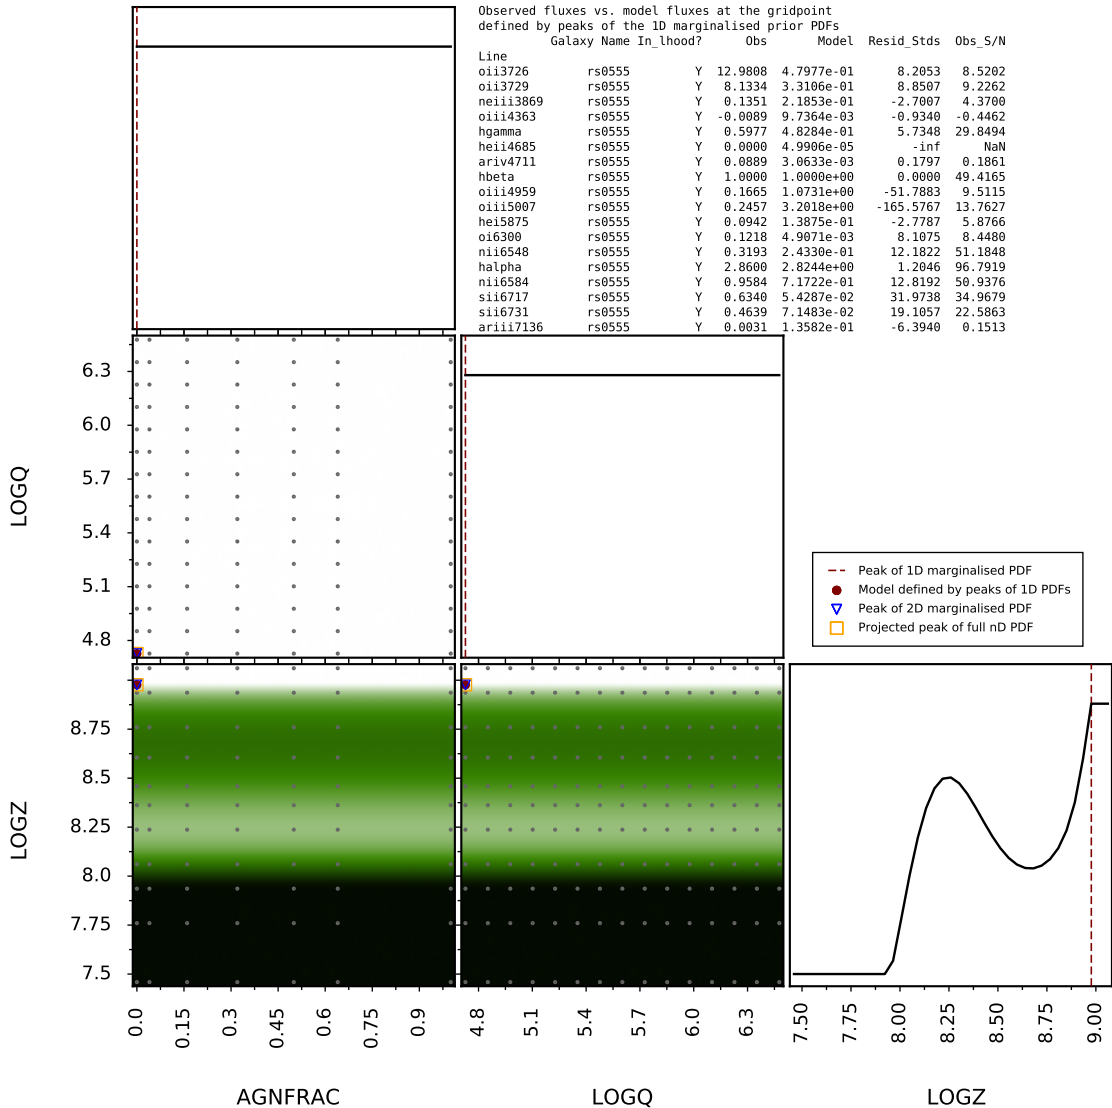 Observed fluxes vs. model fluxes at the gridpoint
defined by peaks of the 1D marginalised prior PDFs
Galaxy Name In_lhood? Obs Model Resid_Stds Obs_S/N
Line
oii3726 rs0555 Y 12.9808 4.7977e-01 8.2053 8.5202
oii3729 rs0555 Y 8.1334 3.3106e-01 8.8507 9.2262
neiii3869 rs0555 Y 0.1351 2.1853e-01 -2.7007 4.3700
oiii4363 rs0555 Y -0.0089 9.7364e-03 -0.9340 -0.4462
hgamma rs0555 Y 0.5977 4.8284e-01 5.7348 29.8494
heii4685 rs0555 Y 0.0000 4.9906e-05 -inf NaN
ariv4711 rs0555 Y 0.0889 3.0633e-03 0.1797 0.1861
hbeta rs0555 Y 1.0000 1.0000e+00 0.0000 49.4165
oiii4959 rs0555 Y 0.1665 1.0731e+00 -51.7883 9.5115
oiii5007 rs0555 Y 0.2457 3.2018e+00 -165.5767 13.7627
hei5875 rs0555 Y 0.0942 1.3875e-01 -2.7787 5.8766
oi6300 rs0555 Y 0.1218 4.9071e-03 8.1075 8.4480
nii6548 rs0555 Y 0.3193 2.4330e-01 12.1822 51.1848
halpha rs0555 Y 2.8600 2.8244e+00 1.2046 96.7919
nii6584 rs0555 Y 0.9584 7.1722e-01 12.8192 50.9376
sii6717 rs0555 Y 0.6340 5.4287e-02 31.9738 34.9679
sii6731 rs0555 Y 0.4639 7.1483e-02 19.1057 22.5863
ariii7136 rs0555 Y 0.0031 1.3582e-01 -6.3940 0.1513
LOGQ
6.3
6.0
5.7
5.4
5.1
4.8
Peak of 1D marginalised PDF
Model defined by peaks of 1D PDFs
Peak of 2D marginalised PDF
Projected peak of full nD PDF
LOGZ
8.75
8.5
8.25
8.0
7.75
7.5
0.0 0.15 0.3 0.45 0.6 0.75 0.9
4.8 5.1 5.4 5.7 6.0 6.3
7.50 7.75 8.00 8.25 8.50 8.75 9.00
AGNFRAC LOGQ LOGZ